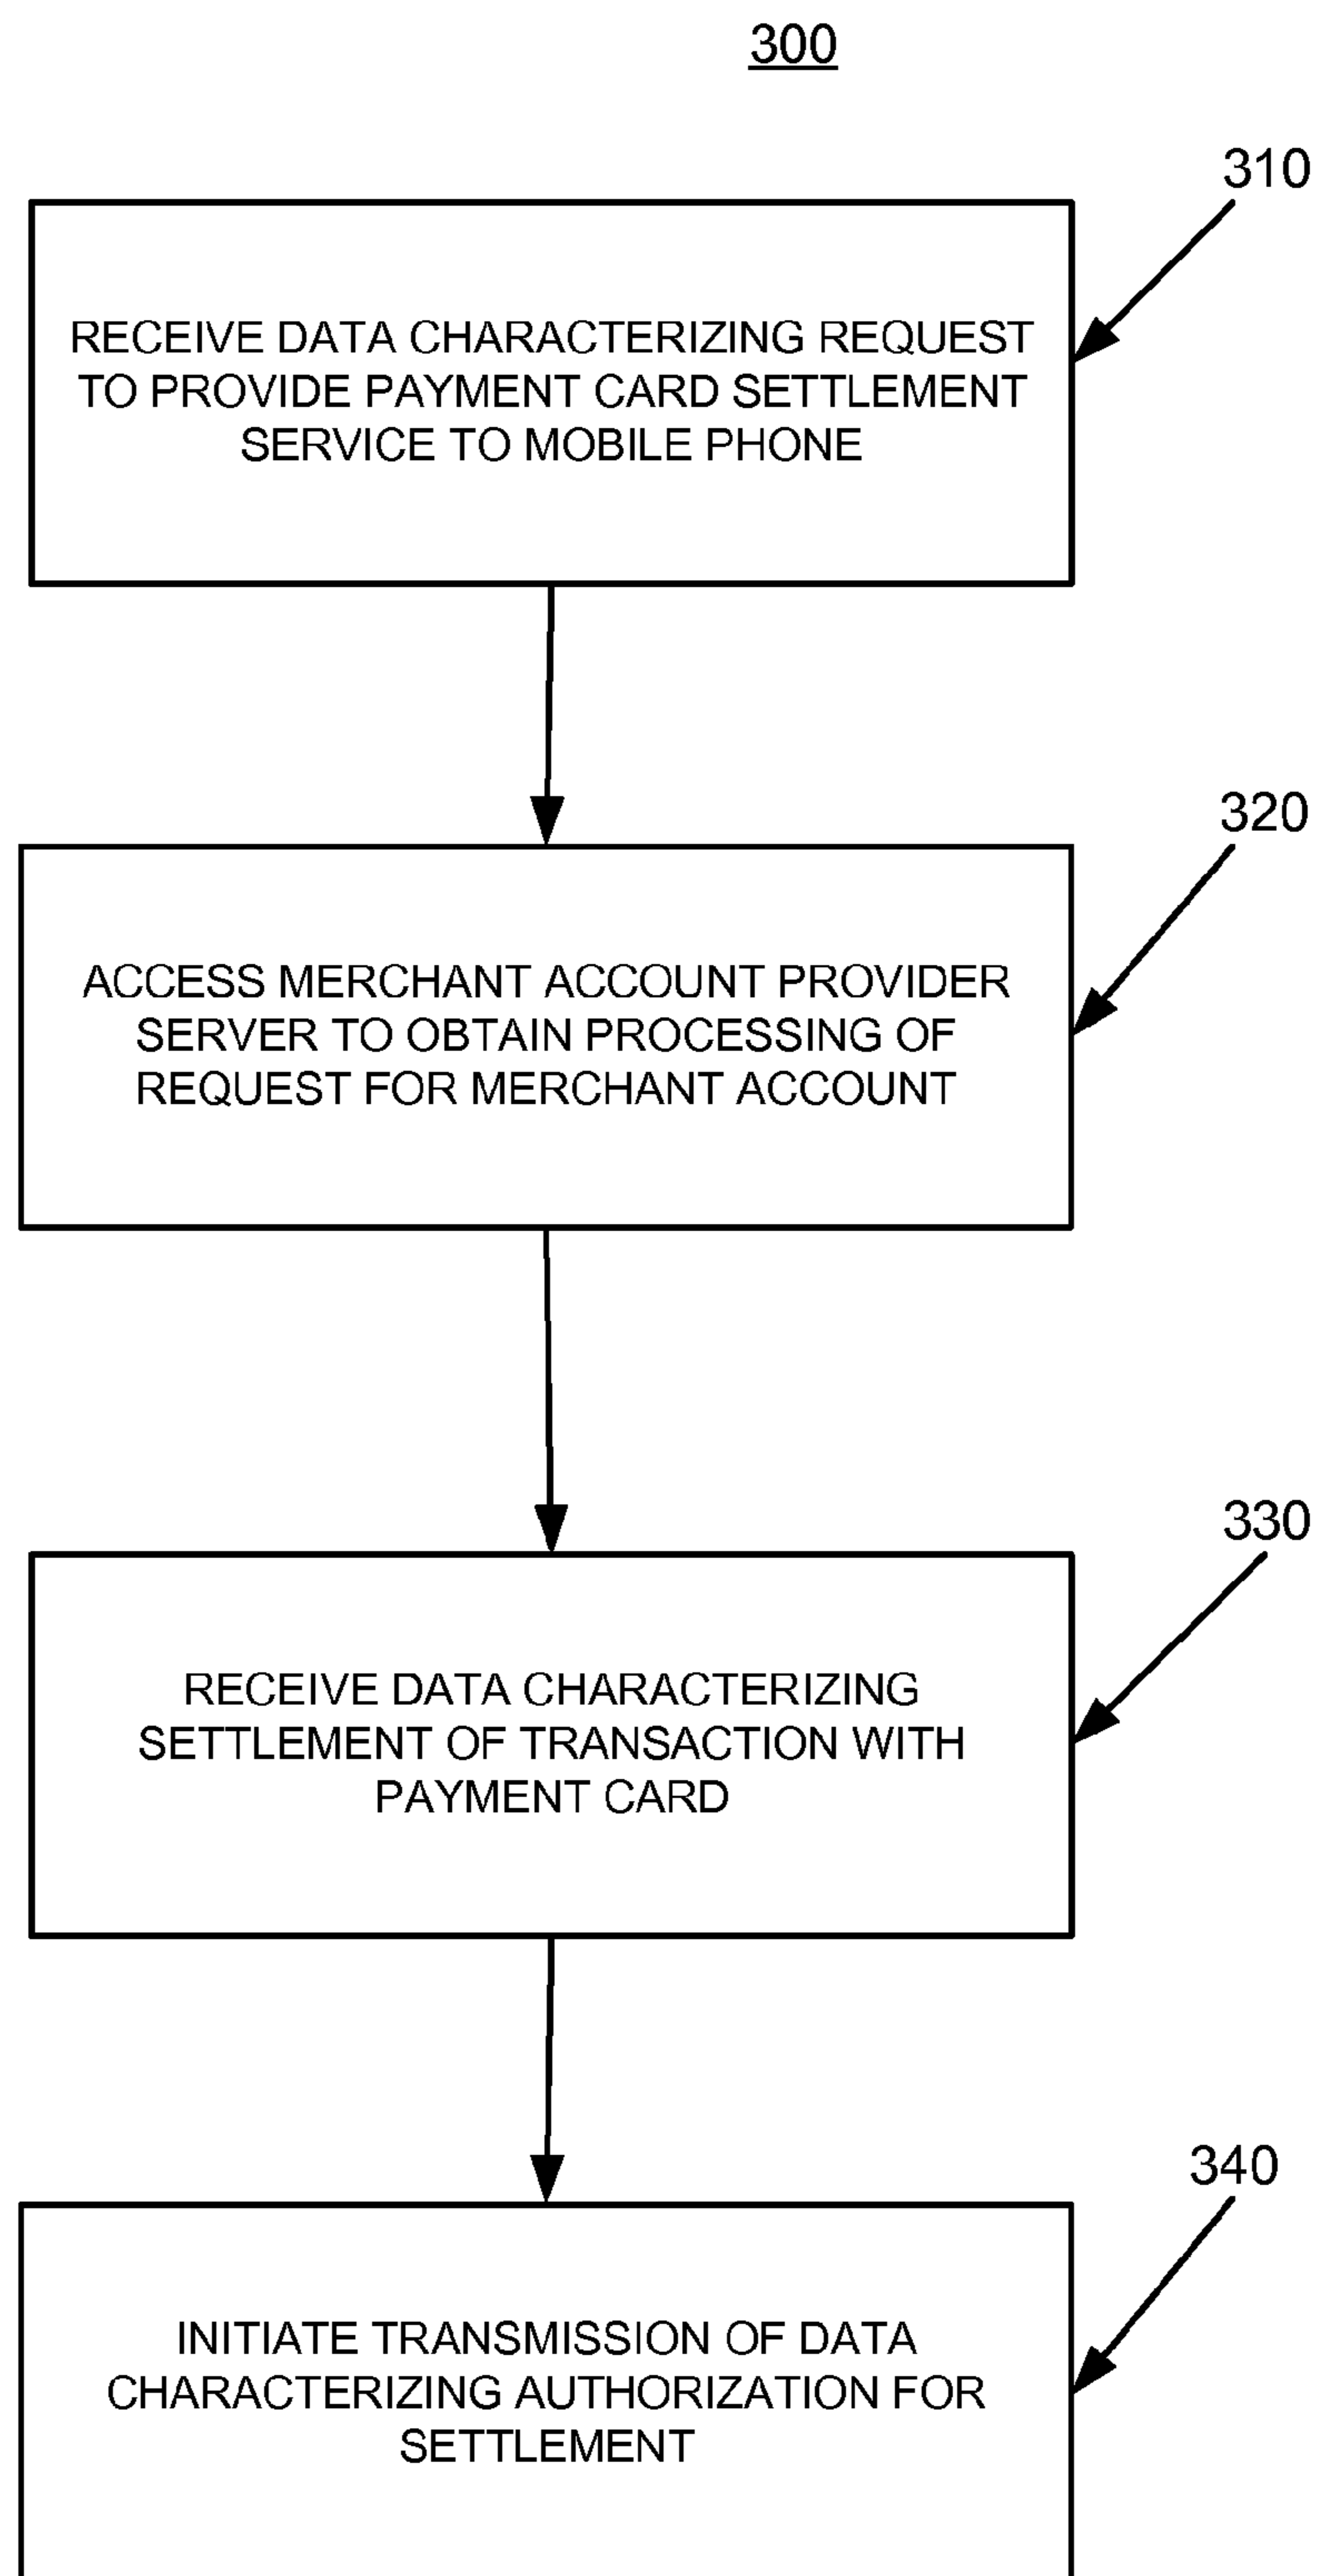 300
310
RECEIVE DATA CHARACTERIZING REQUEST
TO PROVIDE PAYMENT CARD SETTLEMENT
SERVICE TO MOBILE PHONE
320
ACCESS MERCHANT ACCOUNT PROVIDER
SERVER TO OBTAIN PROCESSING OF
REQUEST FOR MERCHANT ACCOUNT
330
RECEIVE DATA CHARACTERIZING
SETTLEMENT OF TRANSACTION WITH
PAYMENT CARD
340
INITIATE TRANSMISSION OF DATA
CHARACTERIZING AUTHORIZATION FOR
SETTLEMENT